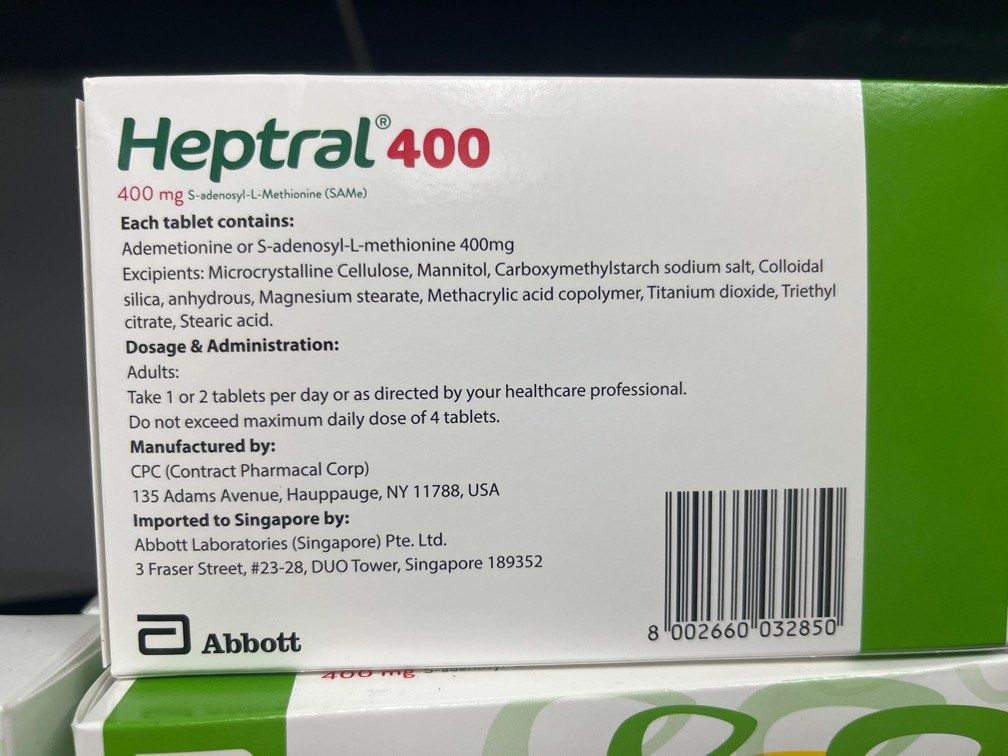 Heptral® 400
400 mg S-adenosyl-L-Methionine (SAMe)
Each tablet contains:
Ademetionine or S-adenosyl-L-methionine 400mg
Excipients: Microcrystalline Cellulose, Mannitol, Carboxymethylstarch sodium salt, Colloidal
silica, anhydrous, Magnesium stearate, Methacrylic acid copolymer, Titanium dioxide, Triethyl
citrate, Stearic acid.
Dosage & Administration:
Adults:
Take 1 or 2 tablets per day or as directed by your healthcare professional.
Do not exceed maximum daily dose of 4 tablets.
Manufactured by:
CPC (Contract Pharmacal Corp)
135 Adams Avenue, Hauppauge, NY 11788, USA
Imported to Singapore by:
Abbott Laboratories (Singapore) Pte. Ltd.
3 Fraser Street, #23-28, DUO Tower, Singapore 189352
Abbott
8 002660 032850
400 mg